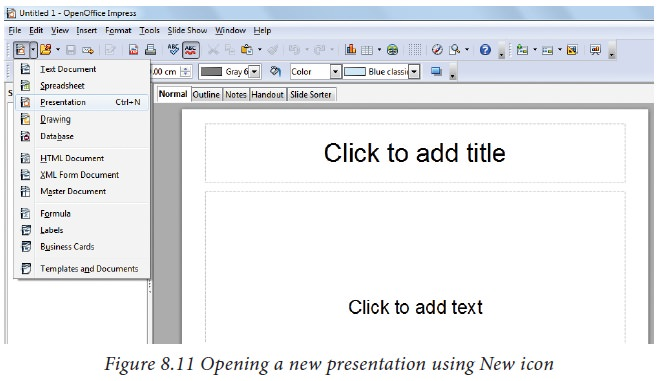 Untitled 1 - OpenOffice Impress
File Edit View Insert Format Tools Slide Show Window Help
ABC ABC
.00 cm Gray 6 Color Blue classi
Text Document
Spreadsheet
Presentation Ctrl+N
Drawing
Database
HTML Document
XML Form Document
Master Document
Formula
Labels
Business Cards
Templates and Documents
S
Normal Outline Notes Handout Slide Sorter
Click to add title
Click to add text
Figure 8.11 Opening a new presentation using New icon